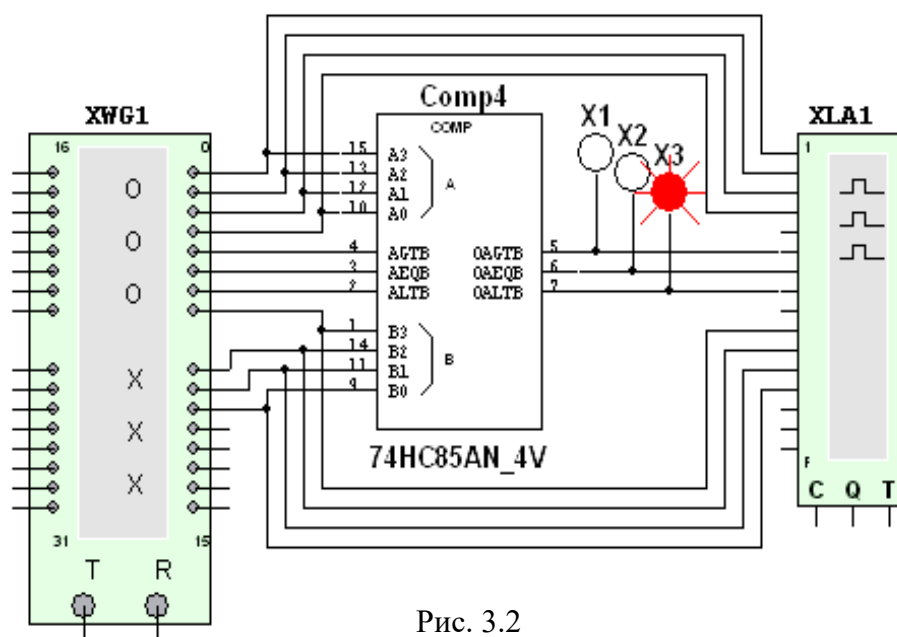 Comp4
XWG1
XLA1
COMP
X1
X2
X3
16
0
1
15
A3
13
A2
12
A1
10
A0
A
O
O
O
4
AGTB
OAGTB
5
3
AEQB
OAEQB
6
2
ALTB
OALTB
7
1
B3
14
B2
11
B1
9
B0
B
X
X
X
74HC85AN_4V
F
C Q T
31
15
T R
Рис. 3.2